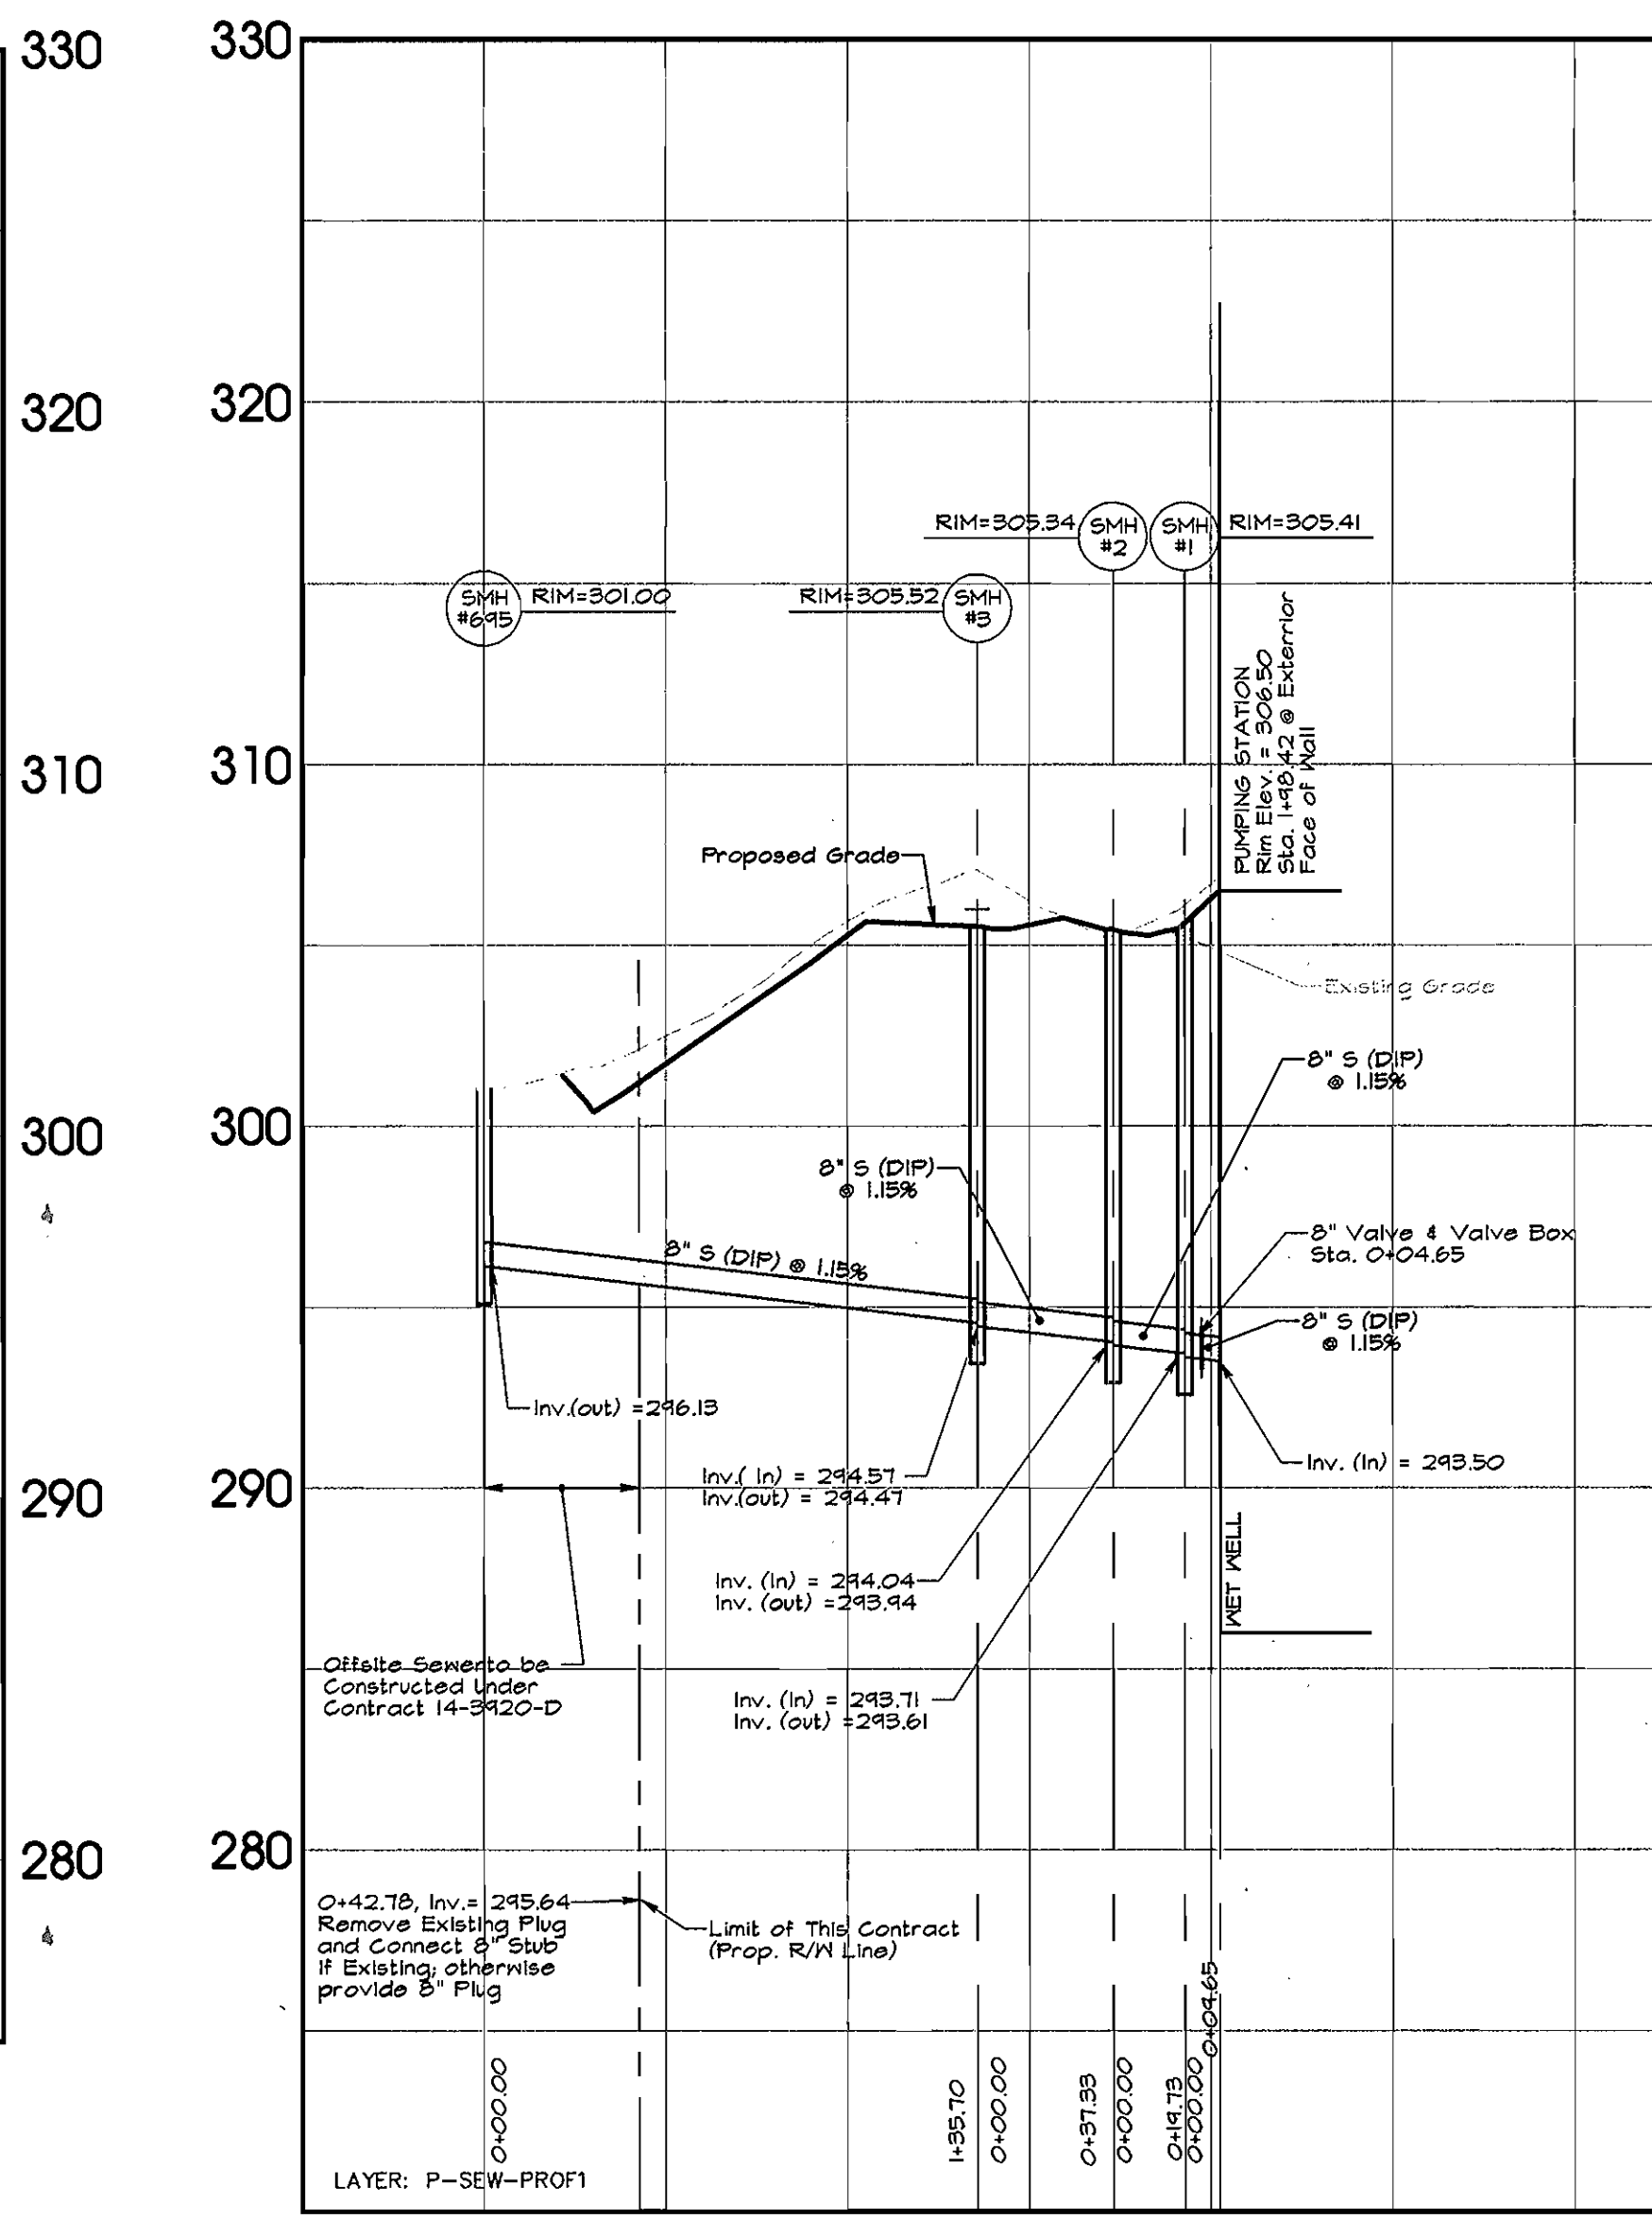 330
330
320
320
RIM=305.34
SMH
#2
SMH
#1
RIM=305.41
SMH
#695
RIM=301.00
RIM=305.52
SMH
#3
PUMPING STATION
Rim Elev. = 306.50
Sta. 1+98.42 @ Exterrior
Face of Wall
310
310
Proposed Grade
Existing Grade
8" S (DIP)
@ 1.15%
300
300
8" S (DIP)
@ 1.15%
8" S (DIP) @ 1.15%
8" Valve & Valve Box
Sta. 0+04.65
8" S (DIP)
@ 1.15%
Inv.(out) =296.13
Inv.( In) = 294.57
Inv.(out) = 294.47
Inv. (In) = 293.50
290
290
WET WELL
Inv. (In) = 294.04
Inv. (out) =293.94
Offsite Sewer to be
Constructed Under
Contract 14-3920-D
Inv. (In) = 293.71
Inv. (out) =293.61
280
280
0+42.78, Inv.= 295.64
Remove Existing Plug
and Connect 8" Stub
If Existing; otherwise
provide 8" Plug
Limit of This Contract
(Prop. R/W Line)
0+00.00
1+35.70
0+00.00
0+37.33
0+00.00
0+19.73
0+00.00
0+09.65
LAYER: P-SEW-PROF1